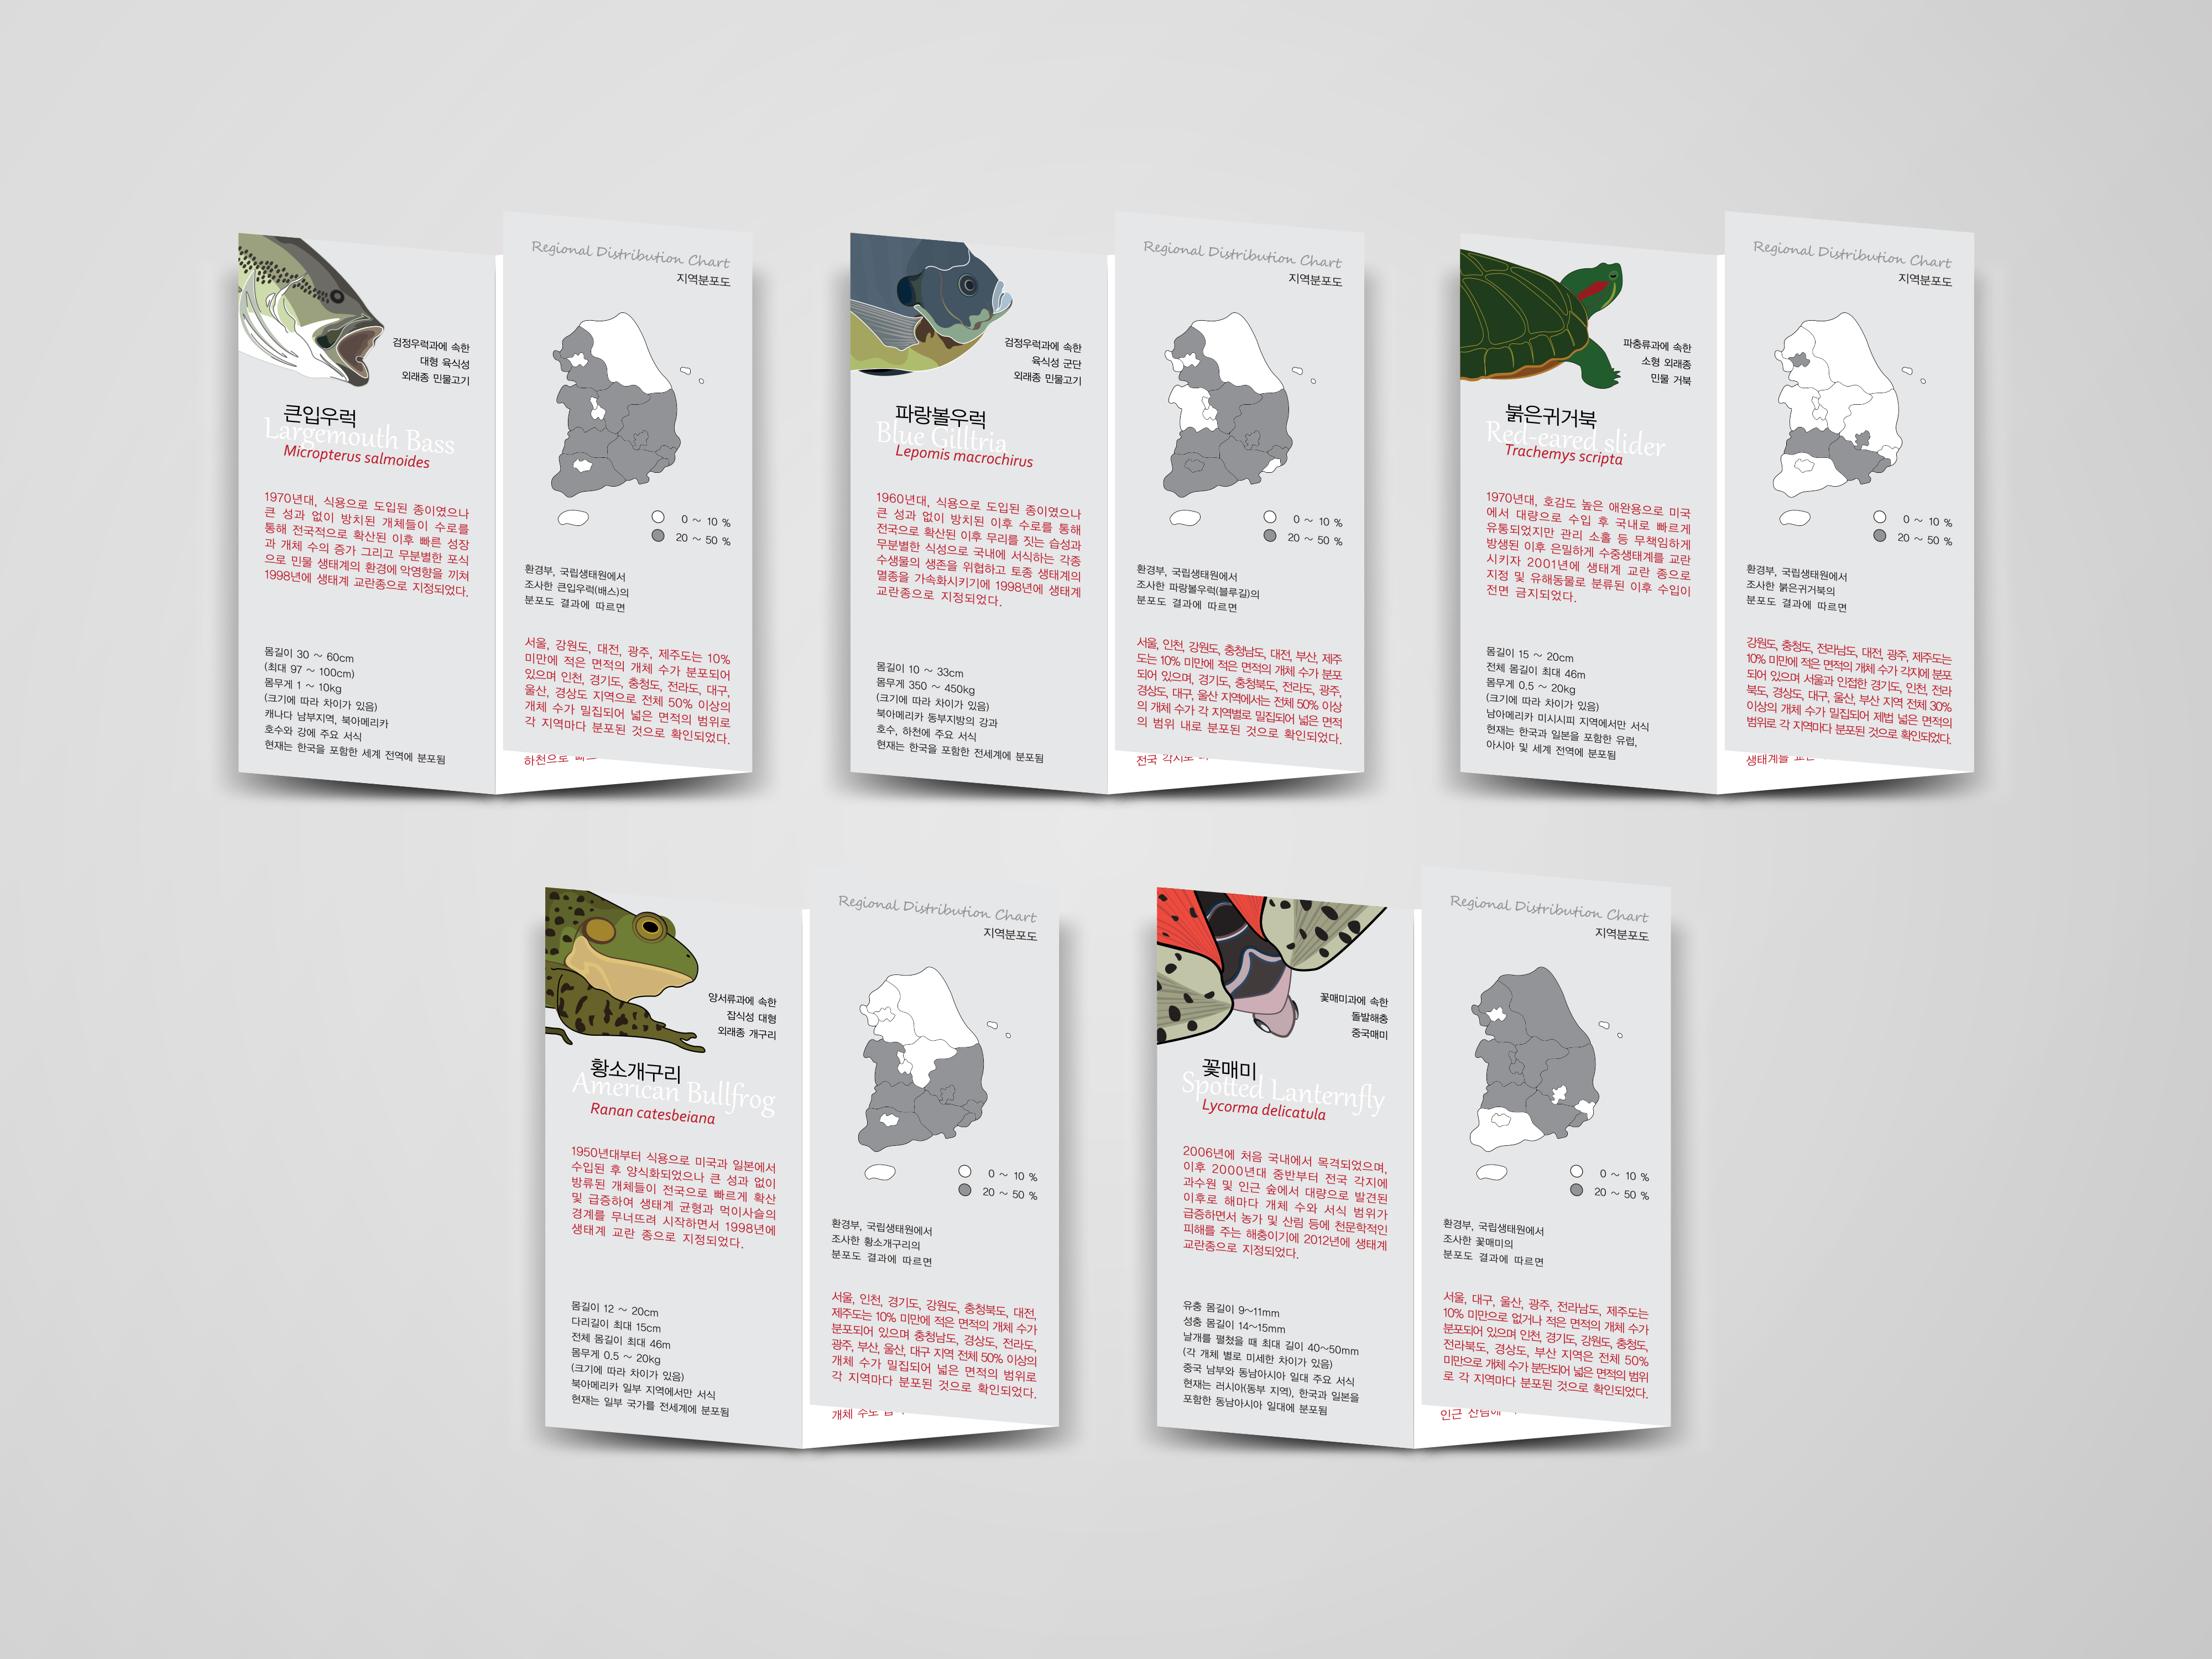 검정우럭과에 속한
대형 육식성
외래종 민물고기
큰입우럭
Largemouth Bass
Micropterus salmoides
1970년대, 식용으로 도입된 종이였으나
큰 성과 없이 방치된 개체들이 수로를
통해 전국적으로 확산된 이후 빠른 성장
과 개체 수의 증가 그리고 무분별한 포식
으로 민물 생태계의 환경에 악영향을 끼쳐
1998년에 생태계 교란종으로 지정되었다.
몸길이 30 ~ 60cm
(최대 97 ~ 100cm)
몸무게 1 ~ 10kg
(크기에 따라 차이가 있음)
캐나다 남부지역, 북아메리카
호수와 강에 주요 서식
현재는 한국을 포함한 세계 전역에 분포됨
Regional Distribution Chart
지역분포도
0 ~ 10 %
20 ~ 50 %
환경부, 국립생태원에서
조사한 큰입우럭(배스)의
분포도 결과에 따르면
서울, 강원도, 대전, 광주, 제주도는 10%
미만에 적은 면적의 개체 수가 분포되어
있으며 인천, 경기도, 충청도, 전라도, 대구,
울산, 경상도 지역으로 전체 50% 이상의
개체 수가 밀집되어 넓은 면적의 범위로
각 지역마다 분포된 것으로 확인되었다.
하천으로
검정우럭과에 속한
육식성 군단
외래종 민물고기
파랑볼우럭
Blue Gilltria
Lepomis macrochirus
1960년대, 식용으로 도입된 종이였으나
큰 성과 없이 방치된 이후 수로를 통해
전국으로 확산된 이후 무리를 짓는 습성과
무분별한 식성으로 국내에 서식하는 각종
수생물의 생존을 위협하고 토종 생태계의
멸종을 가속화시키기에 1998년에 생태계
교란종으로 지정되었다.
몸길이 10 ~ 33cm
몸무게 350 ~ 450kg
(크기에 따라 차이가 있음)
북아메리카 동부지방의 강과
호수, 하천에 주요 서식
현재는 한국을 포함한 전세계에 분포됨
Regional Distribution Chart
지역분포도
0 ~ 10 %
20 ~ 50 %
환경부, 국립생태원에서
조사한 파랑볼우럭(블루길)의
분포도 결과에 따르면
서울, 인천, 강원도, 충청남도, 대전, 부산, 제주
도는 10% 미만에 적은 면적의 개체 수가 분포
되어 있으며, 경기도, 충청북도, 전라도, 광주,
경상도, 대구, 울산 지역에서는 전체 50% 이상
의 개체 수가 각 지역별로 밀집되어 넓은 면적
의 범위 내로 분포된 것으로 확인되었다.
전국 각지로
파충류과에 속한
소형 외래종
민물 거북
붉은귀거북
Red-eared slider
Trachemys scripta
1970년대, 호감도 높은 애완용으로 미국
에서 대량으로 수입 후 국내로 빠르게
유통되었지만 관리 소홀 등 무책임하게
방생된 이후 은밀하게 수중생태계를 교란
시키자 2001년에 생태계 교란 종으로
지정 및 유해동물로 분류된 이후 수입이
전면 금지되었다.
몸길이 15 ~ 20cm
전체 몸길이 최대 46m
몸무게 0.5 ~ 20kg
(크기에 따라 차이가 있음)
남아메리카 미시시피 지역에서만 서식
현재는 한국과 일본을 포함한 유럽,
아시아 및 세계 전역에 분포됨
Regional Distribution Chart
지역분포도
0 ~ 10 %
20 ~ 50 %
환경부, 국립생태원에서
조사한 붉은귀거북의
분포도 결과에 따르면
강원도, 충청도, 전라남도, 대전, 광주, 제주도는
10% 미만에 적은 면적의 개체 수가 각지에 분포
되어 있으며 서울과 인접한 경기도, 인천, 전라
북도, 경상도, 대구, 울산, 부산 지역 전체 30%
이상의 개체 수가 밀집되어 제법 넓은 면적의
범위로 각 지역마다 분포된 것으로 확인되었다.
생태계를
양서류과에 속한
잡식성 대형
외래종 개구리
황소개구리
American Bullfrog
Ranan catesbeiana
1950년대부터 식용으로 미국과 일본에서
수입된 후 양식화되었으나 큰 성과 없이
방류된 개체들이 전국으로 빠르게 확산
및 급증하여 생태계 균형과 먹이사슬의
경계를 무너뜨려 시작하면서 1998년에
생태계 교란 종으로 지정되었다.
몸길이 12 ~ 20cm
다리길이 최대 15cm
전체 몸길이 최대 46m
몸무게 0.5 ~ 20kg
(크기에 따라 차이가 있음)
북아메리카 일부 지역에서만 서식
현재는 일부 국가를 전세계에 분포됨
Regional Distribution Chart
지역분포도
0 ~ 10 %
20 ~ 50 %
환경부, 국립생태원에서
조사한 황소개구리의
분포도 결과에 따르면
서울, 인천, 경기도, 강원도, 충청북도, 대전,
제주도는 10% 미만에 적은 면적의 개체 수가
분포되어 있으며 충청남도, 경상도, 전라도,
광주, 부산, 울산, 대구 지역 전체 50% 이상의
개체 수가 밀집되어 넓은 면적의 범위로
각 지역마다 분포된 것으로 확인되었다.
개체 수도
꽃매미과에 속한
돌발해충
중국매미
꽃매미
Spotted Lanternfly
Lycorma delicatula
2006년에 처음 국내에서 목격되었으며,
이후 2000년대 중반부터 전국 각지에
과수원 및 인근 숲에서 대량으로 발견된
이후로 해마다 개체 수와 서식 범위가
급증하면서 농가 및 산림 등에 천문학적인
피해를 주는 해충이기에 2012년에 생태계
교란종으로 지정되었다.
유충 몸길이 9~11mm
성충 몸길이 14~15mm
날개를 펼쳤을 때 최대 길이 40~50mm
(각 개체 별로 미세한 차이가 있음)
중국 남부와 동남아시아 일대 주요 서식
현재는 러시아(동부 지역), 한국과 일본을
포함한 동남아시아 일대에 분포됨
Regional Distribution Chart
지역분포도
0 ~ 10 %
20 ~ 50 %
환경부, 국립생태원에서
조사한 꽃매미의
분포도 결과에 따르면
서울, 대구, 울산, 광주, 전라남도, 제주도는
10% 미만으로 없거나 적은 면적의 개체 수가
분포되어 있으며 인천, 경기도, 강원도, 충청도,
전라북도, 경상도, 부산 지역은 전체 50%
미만으로 개체 수가 분단되어 넓은 면적의 범위
로 각 지역마다 분포된 것으로 확인되었다.
인근 산림에